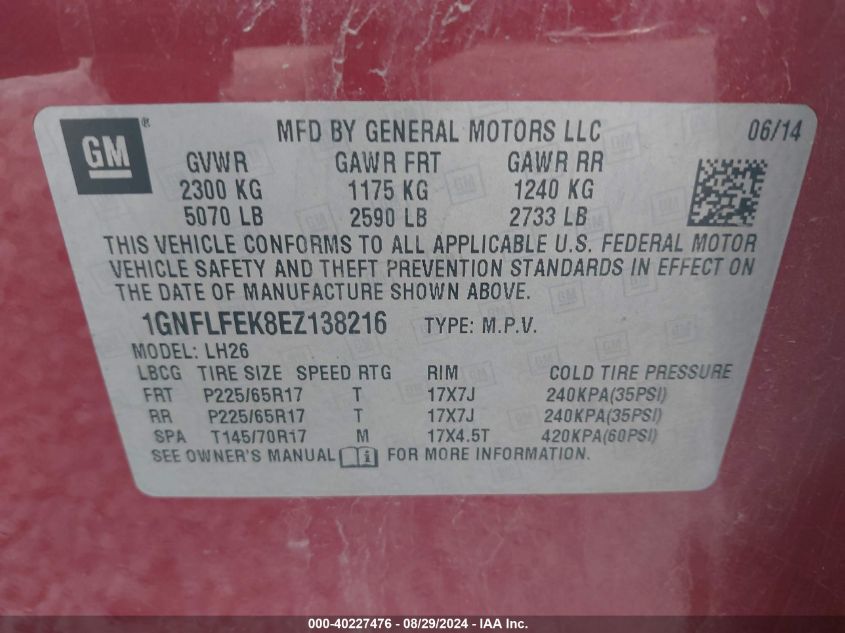 GM® MFD BY GENERAL MOTORS LLC 06/14
GVWR GAWR FRT GAWR RR
2300 KG 1175 KG 1240 KG
5070 LB 2590 LB 2733 LB
THIS VEHICLE CONFORMS TO ALL APPLICABLE U.S. FEDERAL MOTOR
VEHICLE SAFETY AND THEFT PREVENTION STANDARDS IN EFFECT ON
THE DATE OF MANUFACTURE SHOWN ABOVE.
1GNFLFEK8EZ138216 TYPE: M.P.V.
MODEL: LH26
LBCG TIRE SIZE SPEED RTG RIM COLD TIRE PRESSURE
FRT P225/65R17 T 17X7J 240KPA(35PSI)
RR P225/65R17 T 17X7J 240KPA(35PSI)
SPA T145/70R17 M 17X4.5T 420KPA(60PSI)
SEE OWNER'S MANUAL FOR MORE INFORMATION.
000-40227476 - 08/29/2024 - IAA Inc.